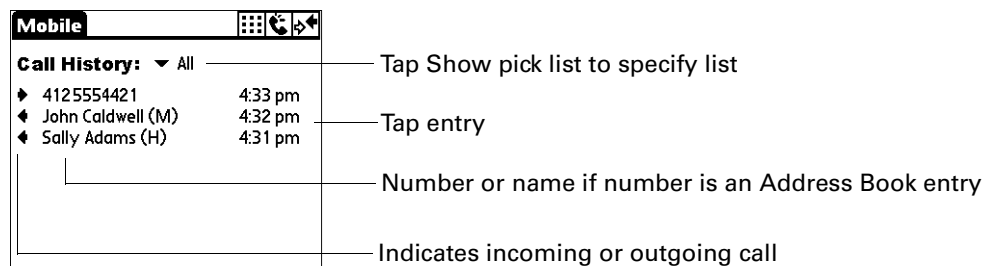 Mobile
Call History: All
Tap Show pick list to specify list
4125554421 4:33 pm
John Caldwell (M) 4:32 pm
Tap entry
Sally Adams (H) 4:31 pm
Number or name if number is an Address Book entry
Indicates incoming or outgoing call